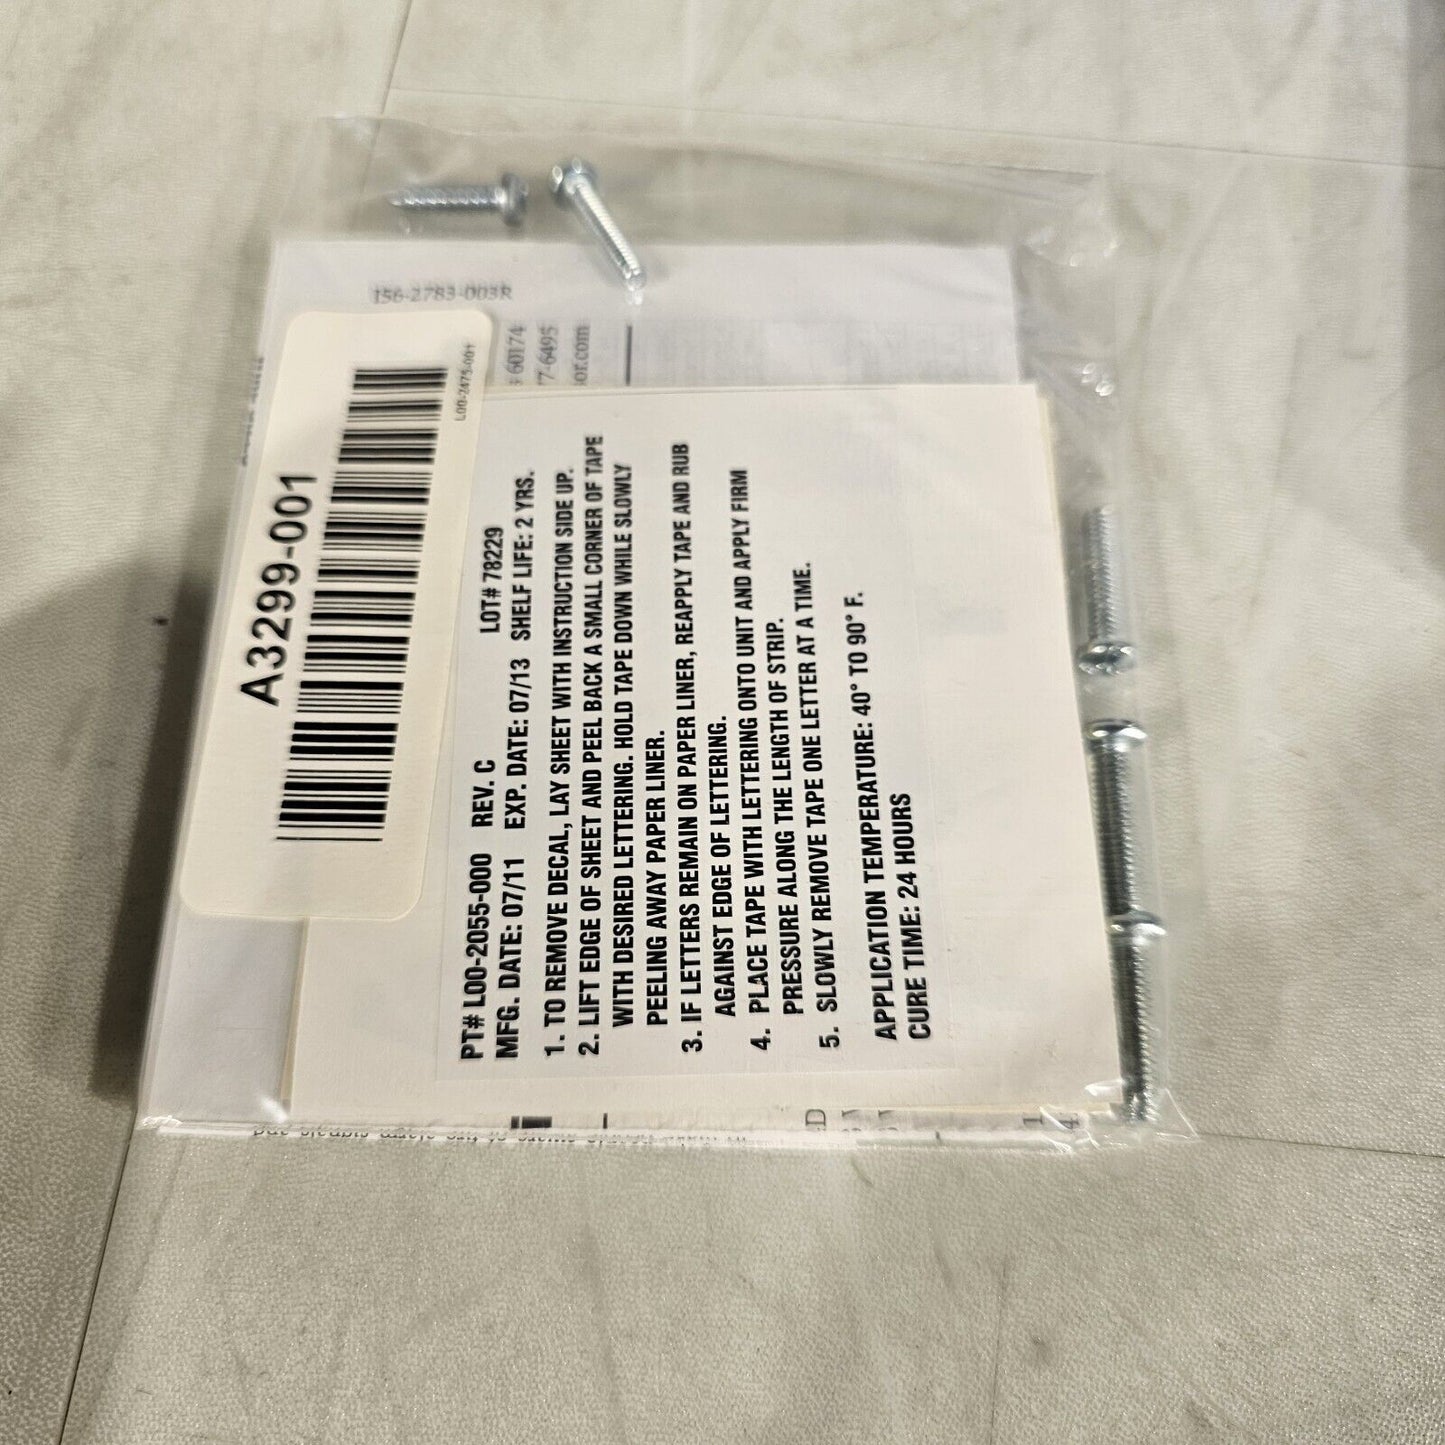 156-2783-003R
60174
7-6495
sor.com
A3299-001
L00-2475-001
PT# L00-2055-000 REV. C LOT# 78229
MFG. DATE: 07/11 EXP. DATE: 07/13 SHELF LIFE: 2 YRS.
1. TO REMOVE DECAL, LAY SHEET WITH INSTRUCTION SIDE UP.
2. LIFT EDGE OF SHEET AND PEEL BACK A SMALL CORNER OF TAPE
WITH DESIRED LETTERING. HOLD TAPE DOWN WHILE SLOWLY
PEELING AWAY PAPER LINER.
3. IF LETTERS REMAIN ON PAPER LINER, REAPPLY TAPE AND RUB
AGAINST EDGE OF LETTERING.
4. PLACE TAPE WITH LETTERING ONTO UNIT AND APPLY FIRM
PRESSURE ALONG THE LENGTH OF STRIP.
5. SLOWLY REMOVE TAPE ONE LETTER AT A TIME.
APPLICATION TEMPERATURE: 40° TO 90° F.
CURE TIME: 24 HOURS